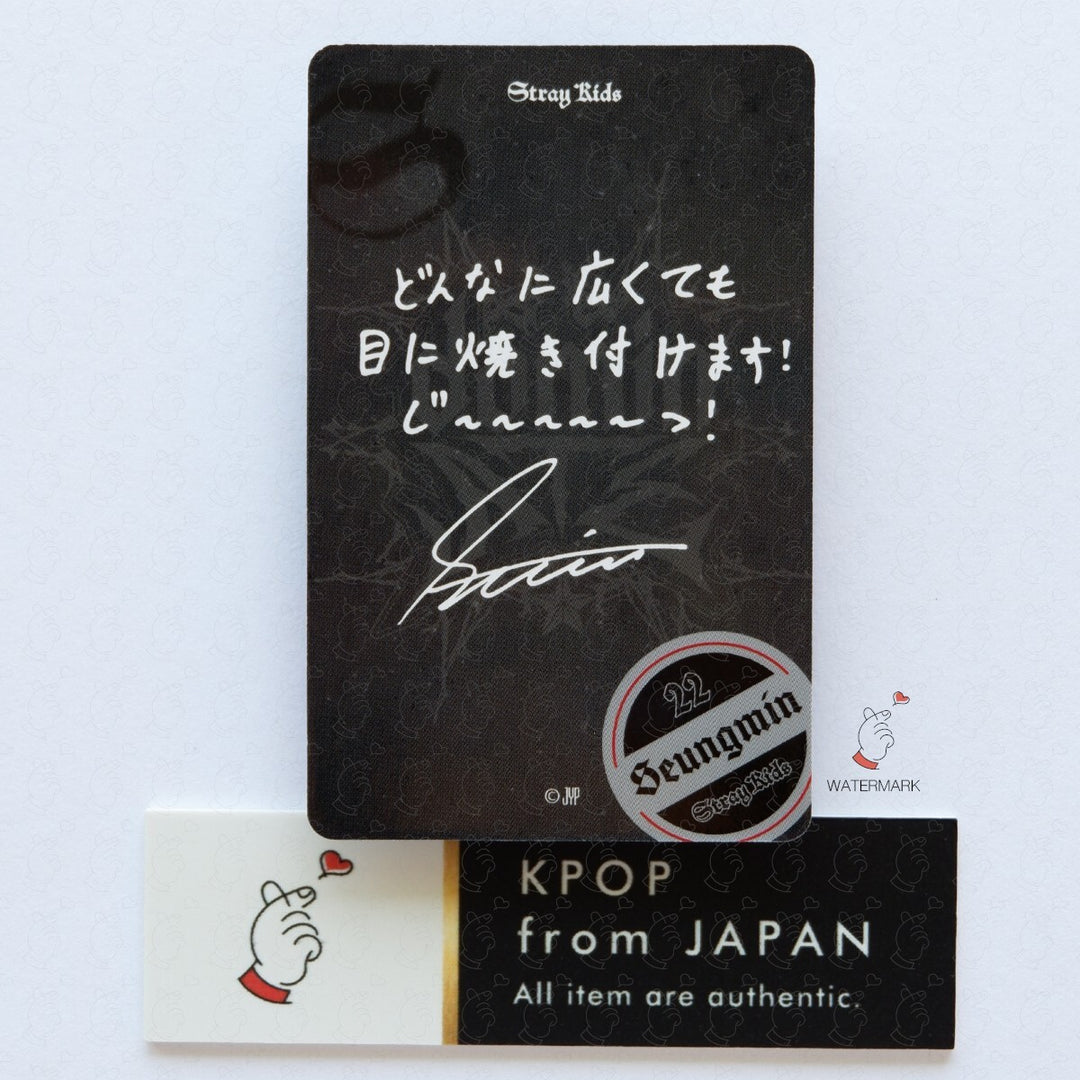 Stray Kids
どんなに広くても
目に焼き付けます!
じ~~~~~っ!
22
Seungmin
Stray Kids
© JYP
WATERMARK
KPOP
from JAPAN
All item are authentic.